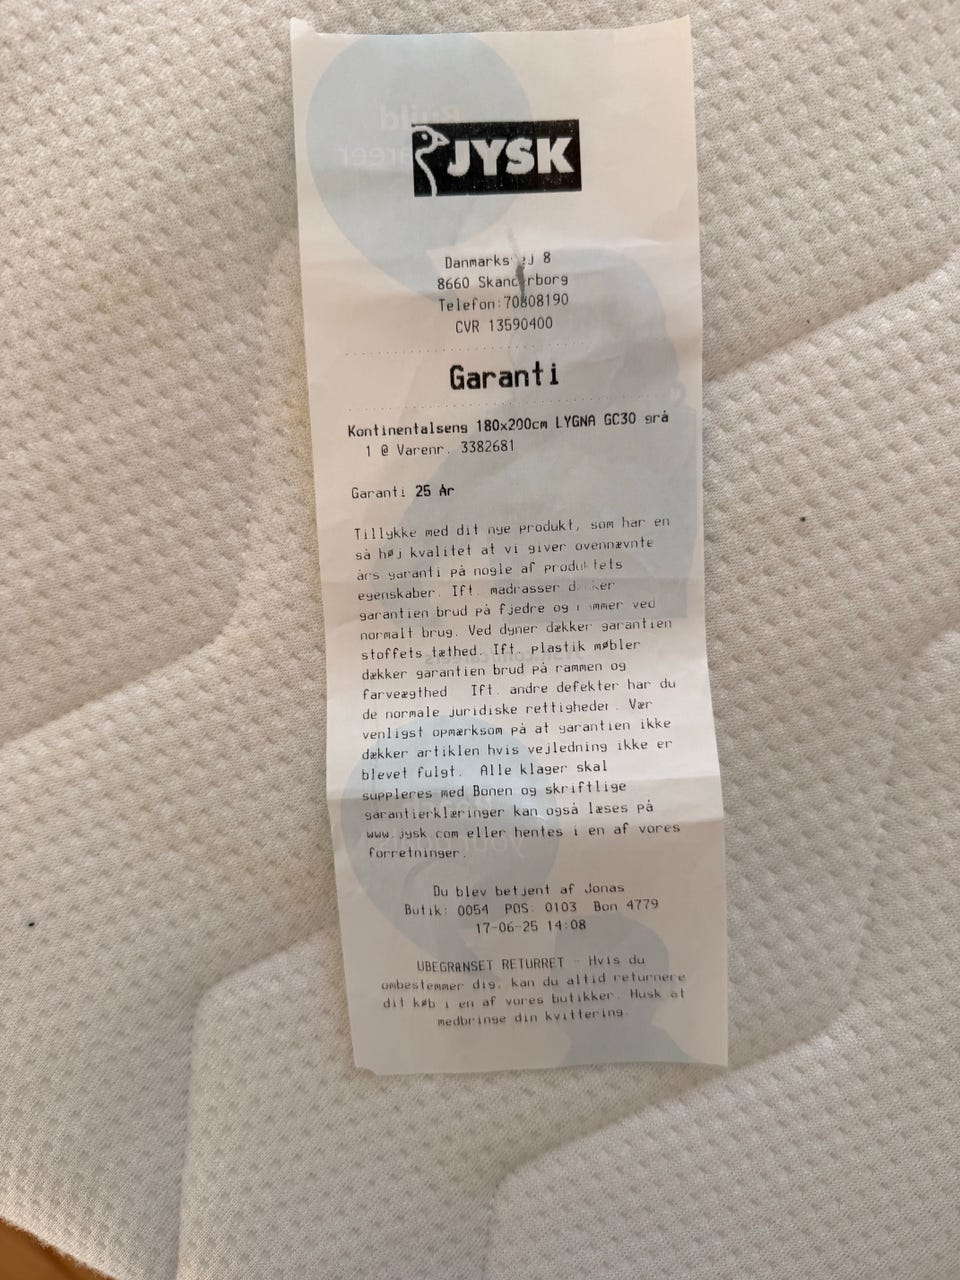 JYSK
Danmarksvej 8
8660 Skanderborg
Telefon:70808190
CVR 13590400
Garanti
Kontinentalseng 180x200cm LYGNA GC30 grå
1 @ Varenr. 3382681
Garanti 25 År
Tillykke med dit nye produkt, som har en
så høj kvalitet at vi giver ovennævnte
års garanti på nogle af produktets
egenskaber. Ift. madrasser dækker
garantien brud på fjedre og rammer ved
normalt brug. Ved dyner dækker garantien
stoffets tæthed. Ift. plastik møbler
dækker garantien brud på rammen og
farveægthed Ift. andre defekter har du
de normale juridiske rettigheder. Vær
venligst opmærksom på at garantien ikke
dækker artiklen hvis vejledning ikke er
blevet fulgt. Alle klager skal
suppleres med Bonen og skriftlige
garantierklæringer kan også læses på
www.jysk.com eller hentes i en af vores
forretninger.
Du blev betjent af Jonas
Butik: 0054 POS: 0103 Bon 4779
17-06-25 14:08
UBEGRÆNSET RETURRET - Hvis du
ombestemmer dig, kan du altid returnere
dit køb i en af vores butikker. Husk at
medbringe din kvittering.